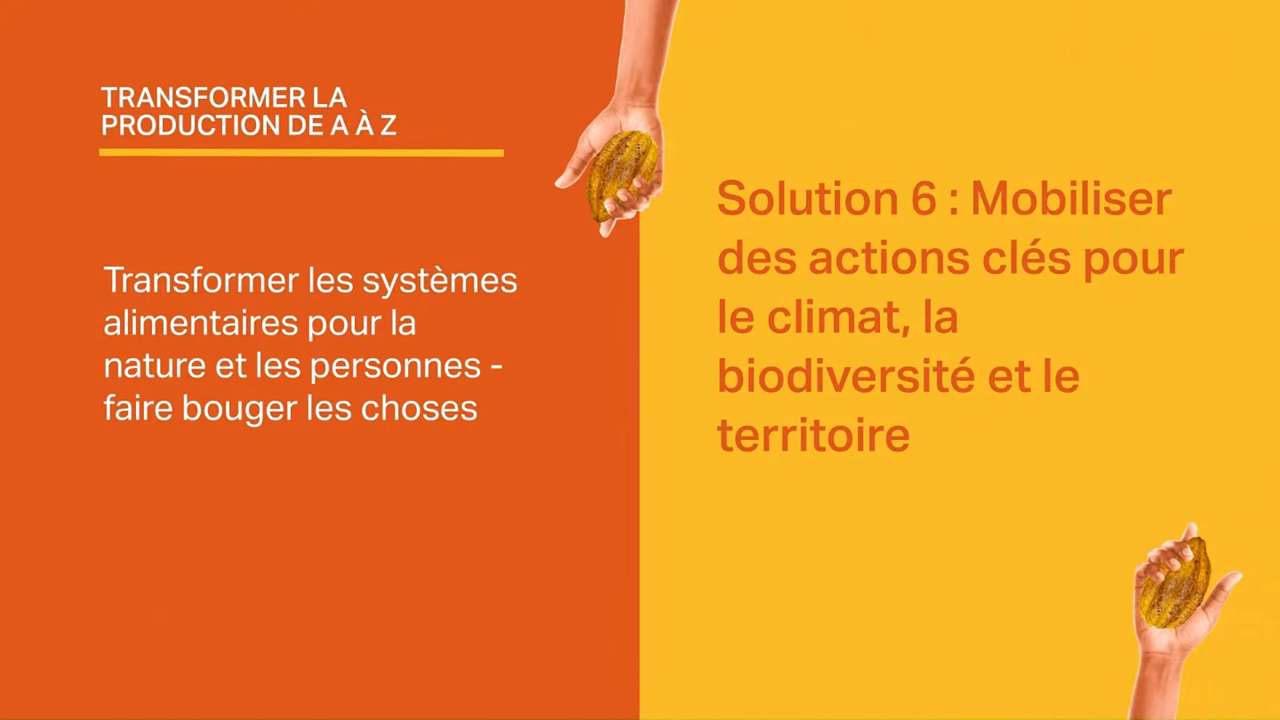 TRANSFORMER LA
PRODUCTION DE A À Z
Transformer les systèmes
alimentaires pour la
nature et les personnes -
faire bouger les choses
Solution 6 : Mobiliser
des actions clés pour
le climat, la
biodiversité et le
territoire